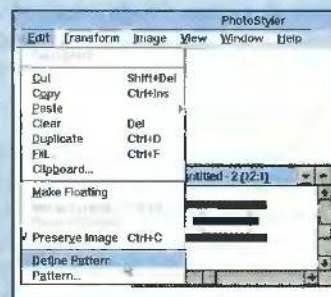 PhotoStyler
Edit Transform Image View Window Help
Cut Shift+Del
Copy Ctrl+Ins
Paste
Clear Del
Duplicate Ctrl+D
Fill... Ctrl+F
Clipboard...
untitled - 2 (2:1)
Make Floating
Preserve Image Ctrl+C
Define Pattern
Pattern...